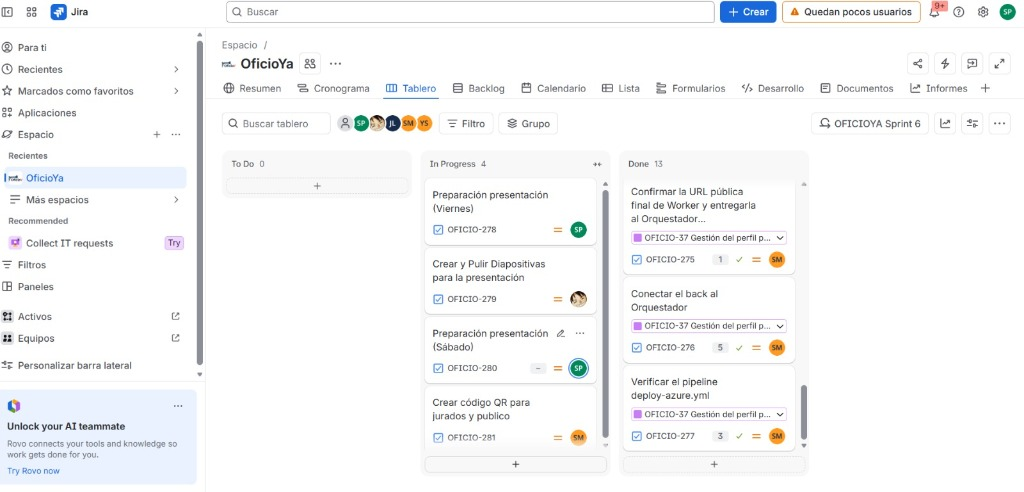 Jira
Buscar
+ Crear
Quedan pocos usuarios
9+
SP
Para ti
Recientes
Marcados como favoritos
Aplicaciones
Espacio
Recientes
OficioYa
Más espacios
Recommended
Collect IT requests
Try
Filtros
Paneles
Activos
Equipos
Personalizar barra lateral
Unlock your AI teammate
Rovo connects your tools and knowledge so
work gets done for you.
Try Rovo now
Espacio /
OficioYa
Resumen
Cronograma
Tablero
Backlog
Calendario
Lista
Formularios
Desarrollo
Documentos
Informes
Buscar tablero
SP
JL
SM
YS
Filtro
Grupo
OFICIOYA Sprint 6
To Do 0
In Progress 4
Preparación presentación
(Viernes)
OFICIO-278
SP
Crear y Pulir Diapositivas
para la presentación
OFICIO-279
Preparación presentación
(Sábado)
OFICIO-280
SP
Crear código QR para
jurados y publico
OFICIO-281
SM
Done 13
Confirmar la URL pública
final de Worker y entregarla
al Orquestador...
OFICIO-37 Gestión del perfil p...
OFICIO-275
1
SM
Conectar el back al
Orquestador
OFICIO-37 Gestión del perfil p...
OFICIO-276
5
SM
Verificar el pipeline
deploy-azure.yml
OFICIO-37 Gestión del perfil p...
OFICIO-277
3
SM